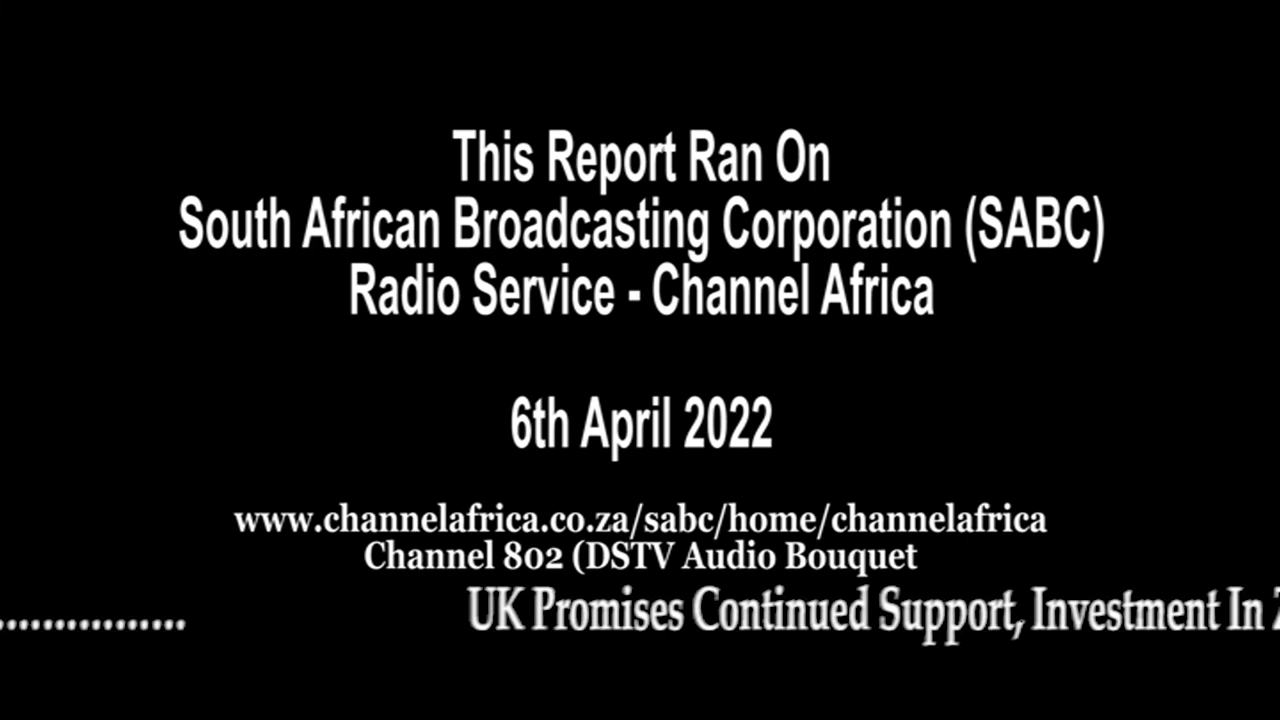 This Report Ran On
South African Broadcasting Corporation (SABC)
Radio Service - Channel Africa
6th April 2022
www.channelafrica.co.za/sabc/home/channelafrica
Channel 802 (DSTV Audio Bouquet
................ UK Promises Continued Support, Investment In